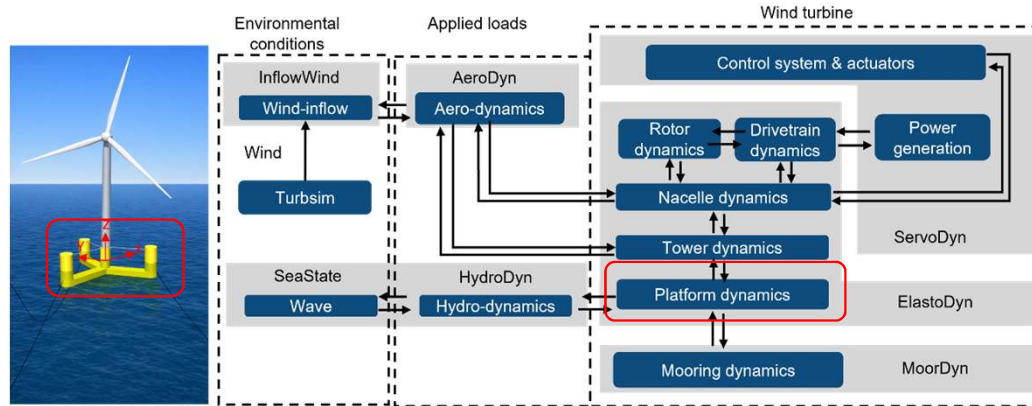 Environmental
conditions
Applied loads
Wind turbine
InflowWind
Wind-inflow
Wind
Turbsim
AeroDyn
Aero-dynamics
Control system & actuators
Rotor
dynamics
Drivetrain
dynamics
Power
generation
Nacelle dynamics
Tower dynamics
ServoDyn
SeaState
Wave
HydroDyn
Hydro-dynamics
Platform dynamics
ElastoDyn
Mooring dynamics
MoorDyn
Z
Y
X